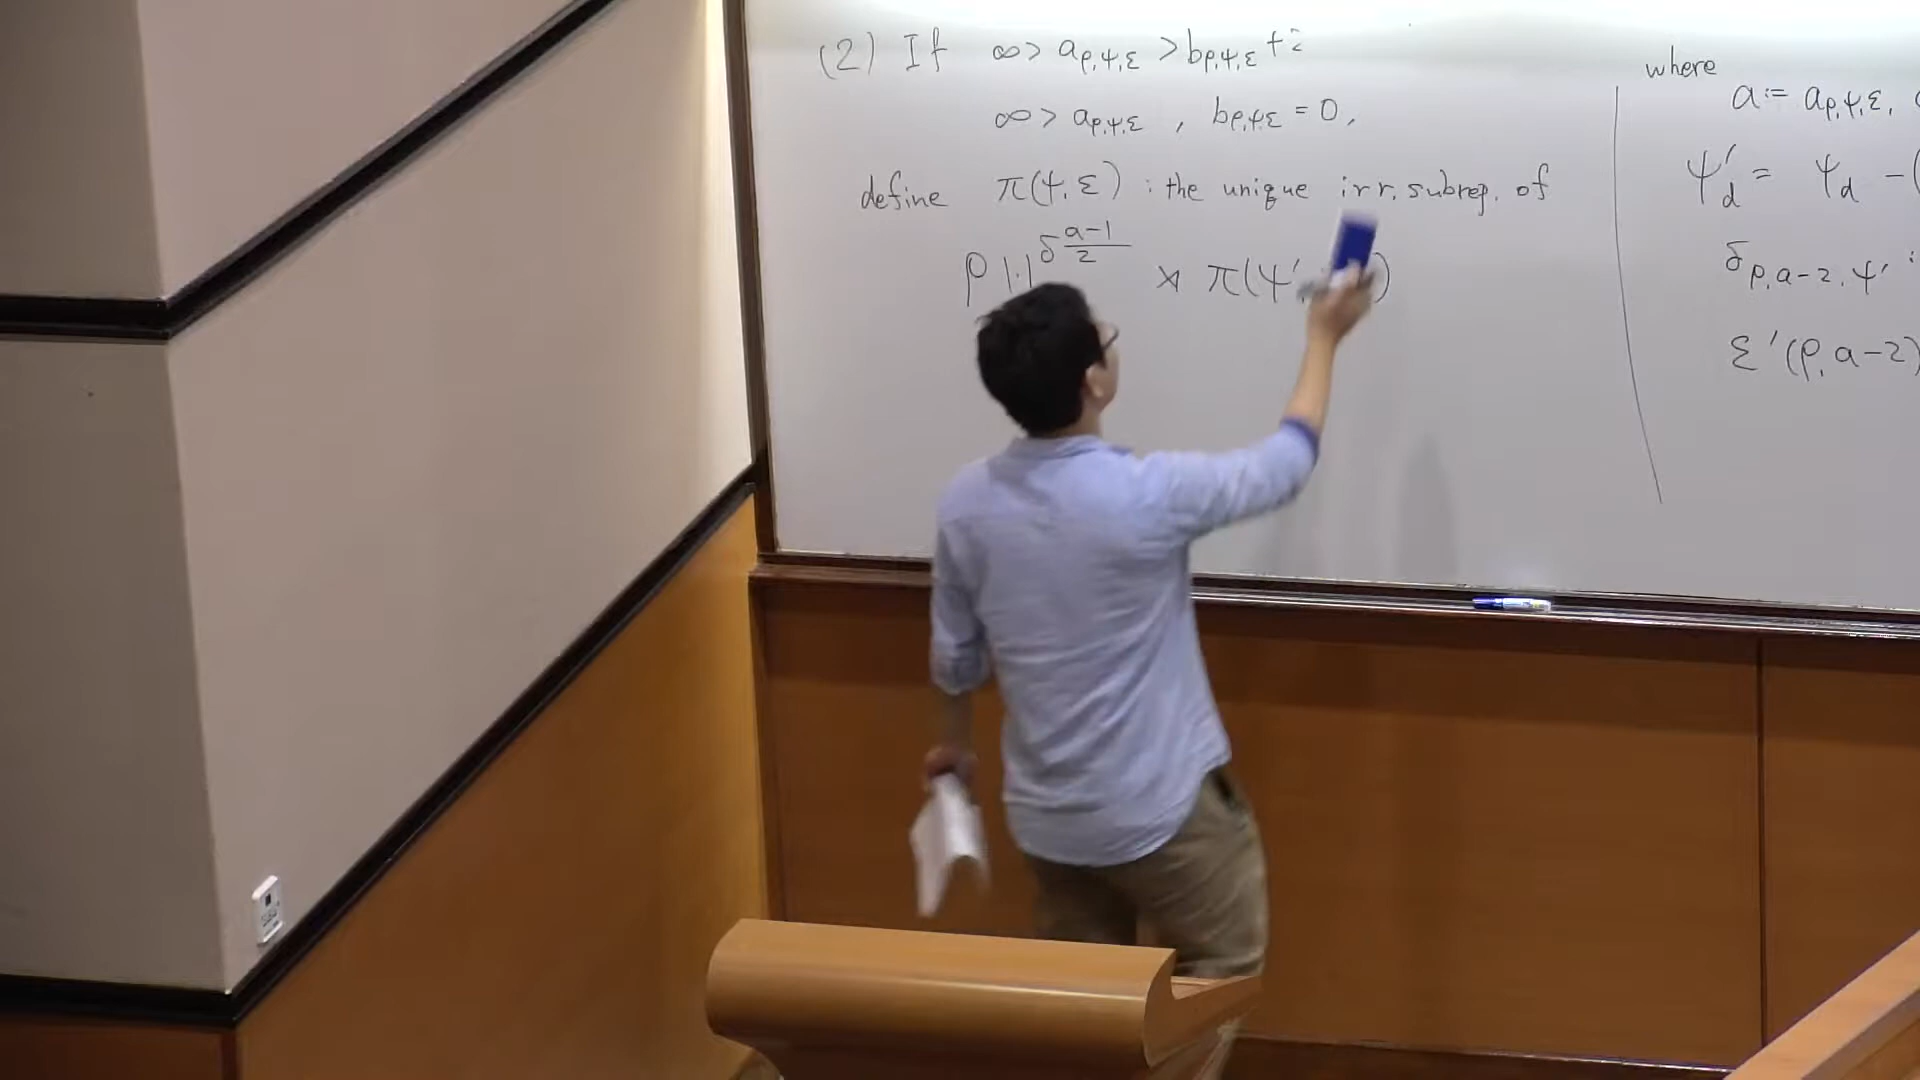 (2) If ∞ > a_{ρ,ψ,ε} > b_{ρ,ψ,ε} + 2
∞ > a_{ρ,ψ,ε} , b_{ρ,ψ,ε} = 0,
define π(ψ, ε) : the unique irr. subrep. of
ρ|·|^{δ\frac{a-1}{2}} ⋊ π(ψ′, )
where
a := a_{ρ,ψ,ε},
ψ′_d = ψ_d - (
δ_{ρ,a-2,ψ′} :
ε′(ρ, a-2)